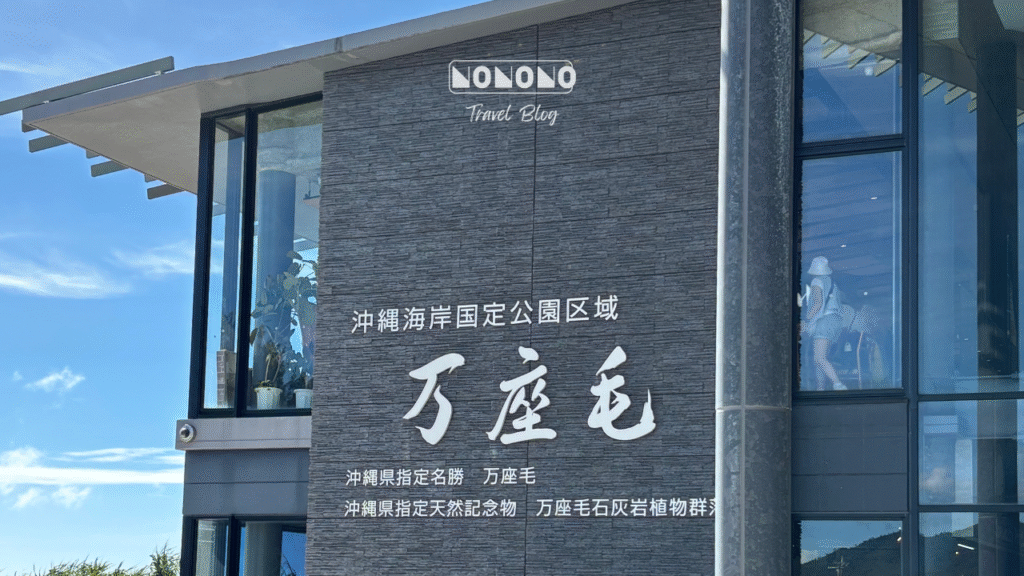 NONONO
Travel Blog
沖縄海岸国定公園区域
万座毛
沖縄県指定名勝　万座毛
沖縄県指定天然記念物　万座毛石灰岩植物群